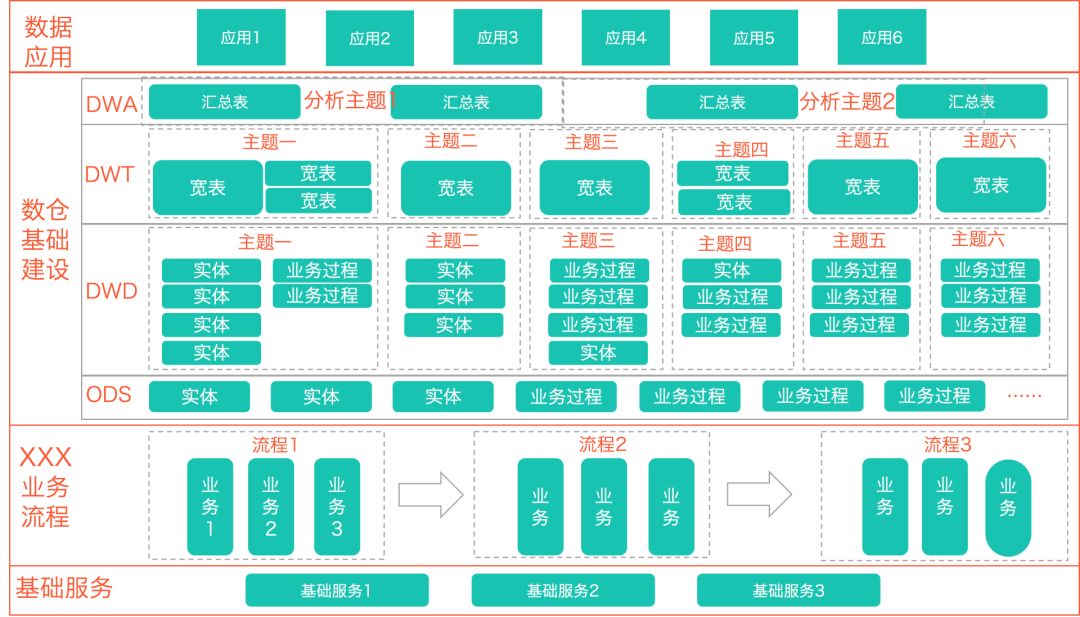 数据
应用
应用1 应用2 应用3 应用4 应用5 应用6
数仓
基础
建设
DWA 汇总表 分析主题1 汇总表 汇总表 分析主题2 汇总表
主题一 主题二 主题三 主题四 主题五 主题六
DWT 宽表 宽表 宽表 宽表 宽表 宽表 宽表
宽表 宽表
主题一 主题二 主题三 主题四 主题五 主题六
DWD
实体 业务过程 实体 业务过程 实体 业务过程 业务过程
实体 业务过程 实体 业务过程 业务过程 业务过程 业务过程
实体 实体 业务过程 业务过程 业务过程 业务过程
实体 实体
ODS 实体 实体 实体 业务过程 业务过程 业务过程 业务过程 ……
XXX
业务
流程
流程1 流程2 流程3
业务1 业务2 业务3 业务 业务 业务 业务 业务 业务
基础服务 基础服务1 基础服务2 基础服务3